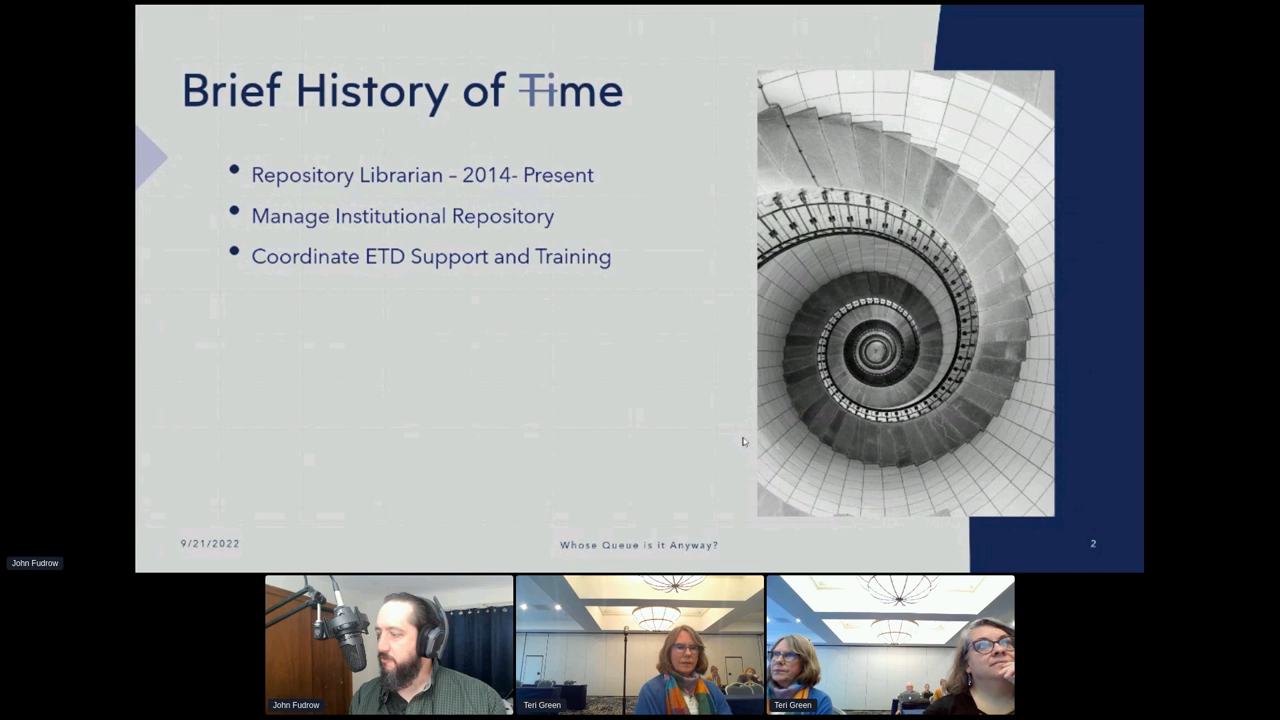 Brief History of Time
Repository Librarian – 2014- Present
Manage Institutional Repository
Coordinate ETD Support and Training
9/21/2022
Whose Queue is it Anyway?
2
John Fudrow
John Fudrow
Teri Green
Teri Green